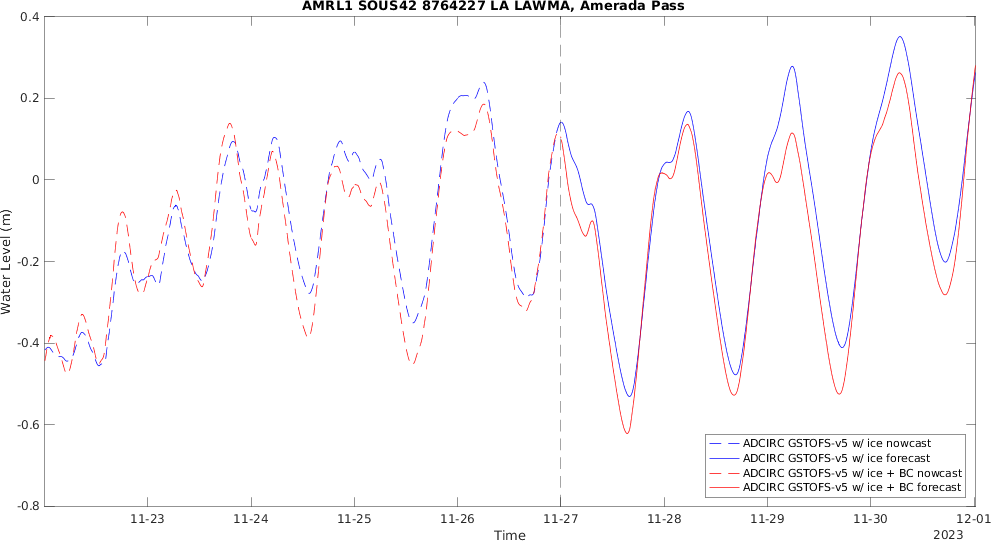 AMRL1 SOUS42 8764227 LA LAWMA, Amerada Pass
0.4
0.2
0
-0.2
-0.4
-0.6
-0.8
Water Level (m)
ADCIRC GSTOFS-v5 w/ ice nowcast
ADCIRC GSTOFS-v5 w/ ice forecast
ADCIRC GSTOFS-v5 w/ ice + BC nowcast
ADCIRC GSTOFS-v5 w/ ice + BC forecast
11-23 11-24 11-25 11-26 11-27 11-28 11-29 11-30 12-01
Time
2023